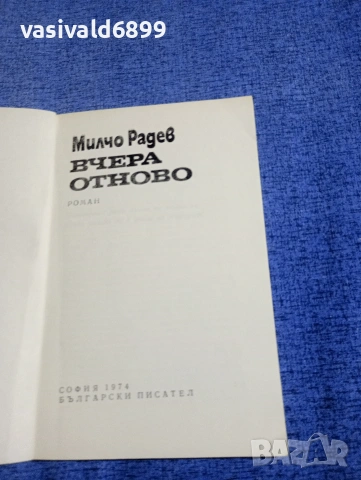 vasivald6899
Милчо Радев
ВЧЕРА
ОТНОВО
РОМАН
СОФИЯ 1974
БЪЛГАРСКИ ПИСАТЕЛ
BAZAR